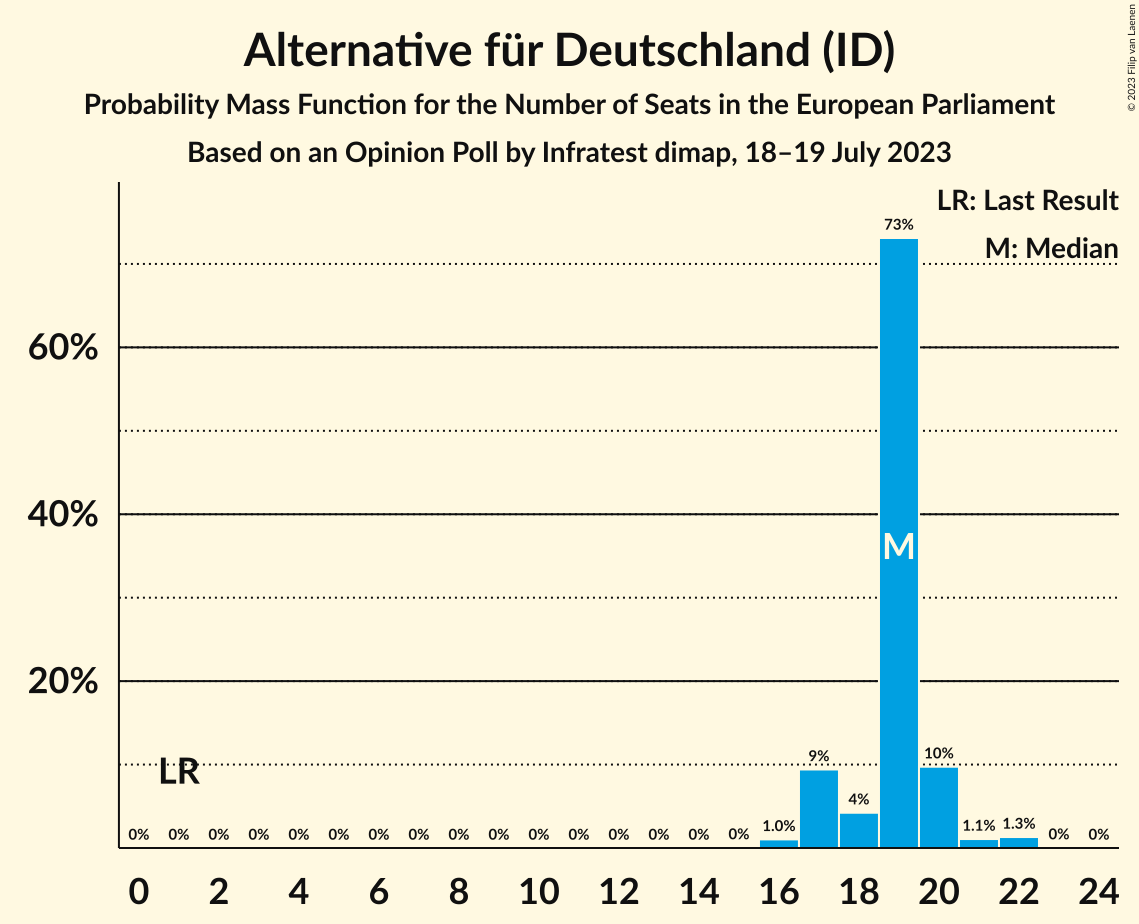 Alternative für Deutschland (ID)
Probability Mass Function for the Number of Seats in the European Parliament
Based on an Opinion Poll by Infratest dimap, 18–19 July 2023
© 2023 Filip van Laenen
LR: Last Result
M: Median
73%
60%
40%
M
20%
LR
9%
4%
10%
0% 0% 0% 0% 0% 0% 0% 0% 0% 0% 0% 0% 0% 0% 0% 0% 1.0% 1.1% 1.3% 0% 0%
0 2 4 6 8 10 12 14 16 18 20 22 24